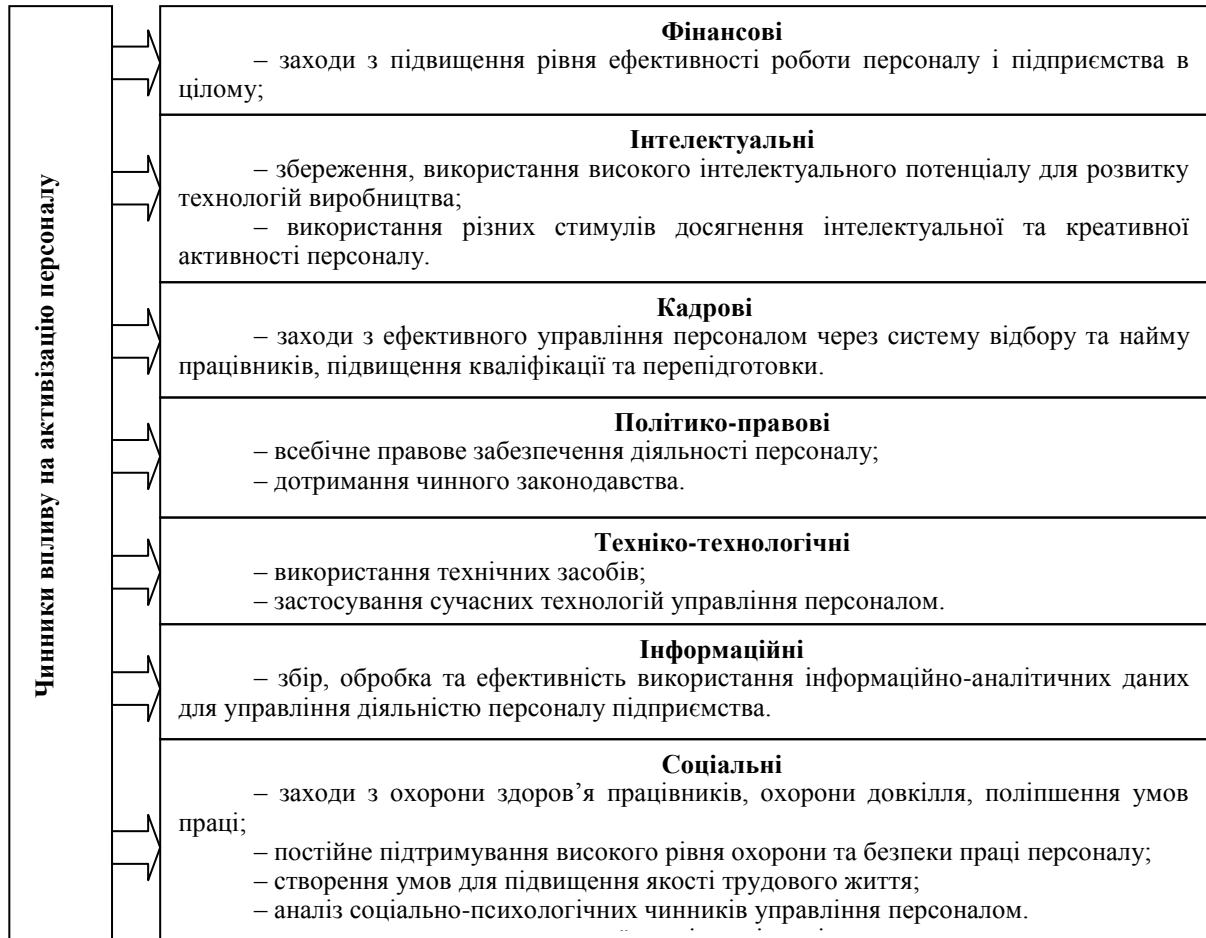 Чинники впливу на активізацію персоналу
Фінансові
– заходи з підвищення рівня ефективності роботи персоналу і підприємства в
цілому;
Інтелектуальні
– збереження, використання високого інтелектуального потенціалу для розвитку
технологій виробництва;
– використання різних стимулів досягнення інтелектуальної та креативної
активності персоналу.
Кадрові
– заходи з ефективного управління персоналом через систему відбору та найму
працівників, підвищення кваліфікації та перепідготовки.
Політико-правові
– всебічне правове забезпечення діяльності персоналу;
– дотримання чинного законодавства.
Техніко-технологічні
– використання технічних засобів;
– застосування сучасних технологій управління персоналом.
Інформаційні
– збір, обробка та ефективність використання інформаційно-аналітичних даних
для управління діяльністю персоналу підприємства.
Соціальні
– заходи з охорони здоров’я працівників, охорони довкілля, поліпшення умов
праці;
– постійне підтримування високого рівня охорони та безпеки праці персоналу;
– створення умов для підвищення якості трудового життя;
– аналіз соціально-психологічних чинників управління персоналом.